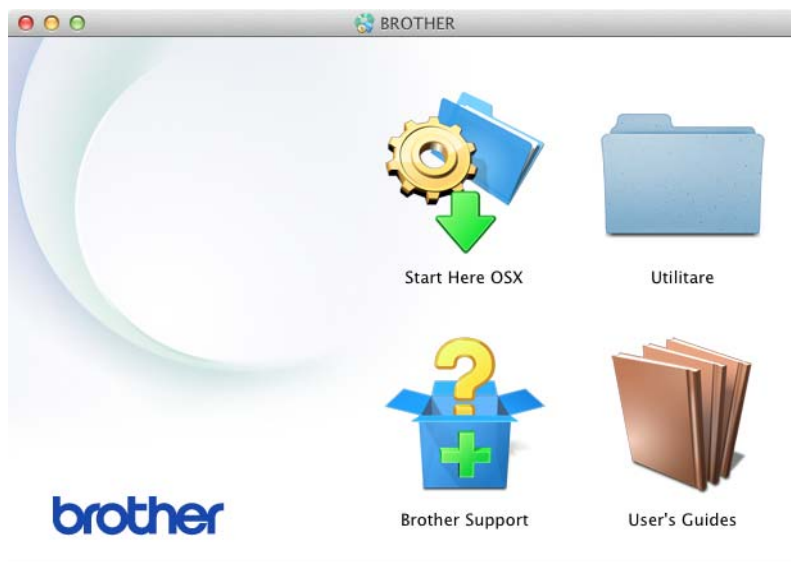 BROTHER
Start Here OSX
Utilitare
Brother Support
User's Guides
brother